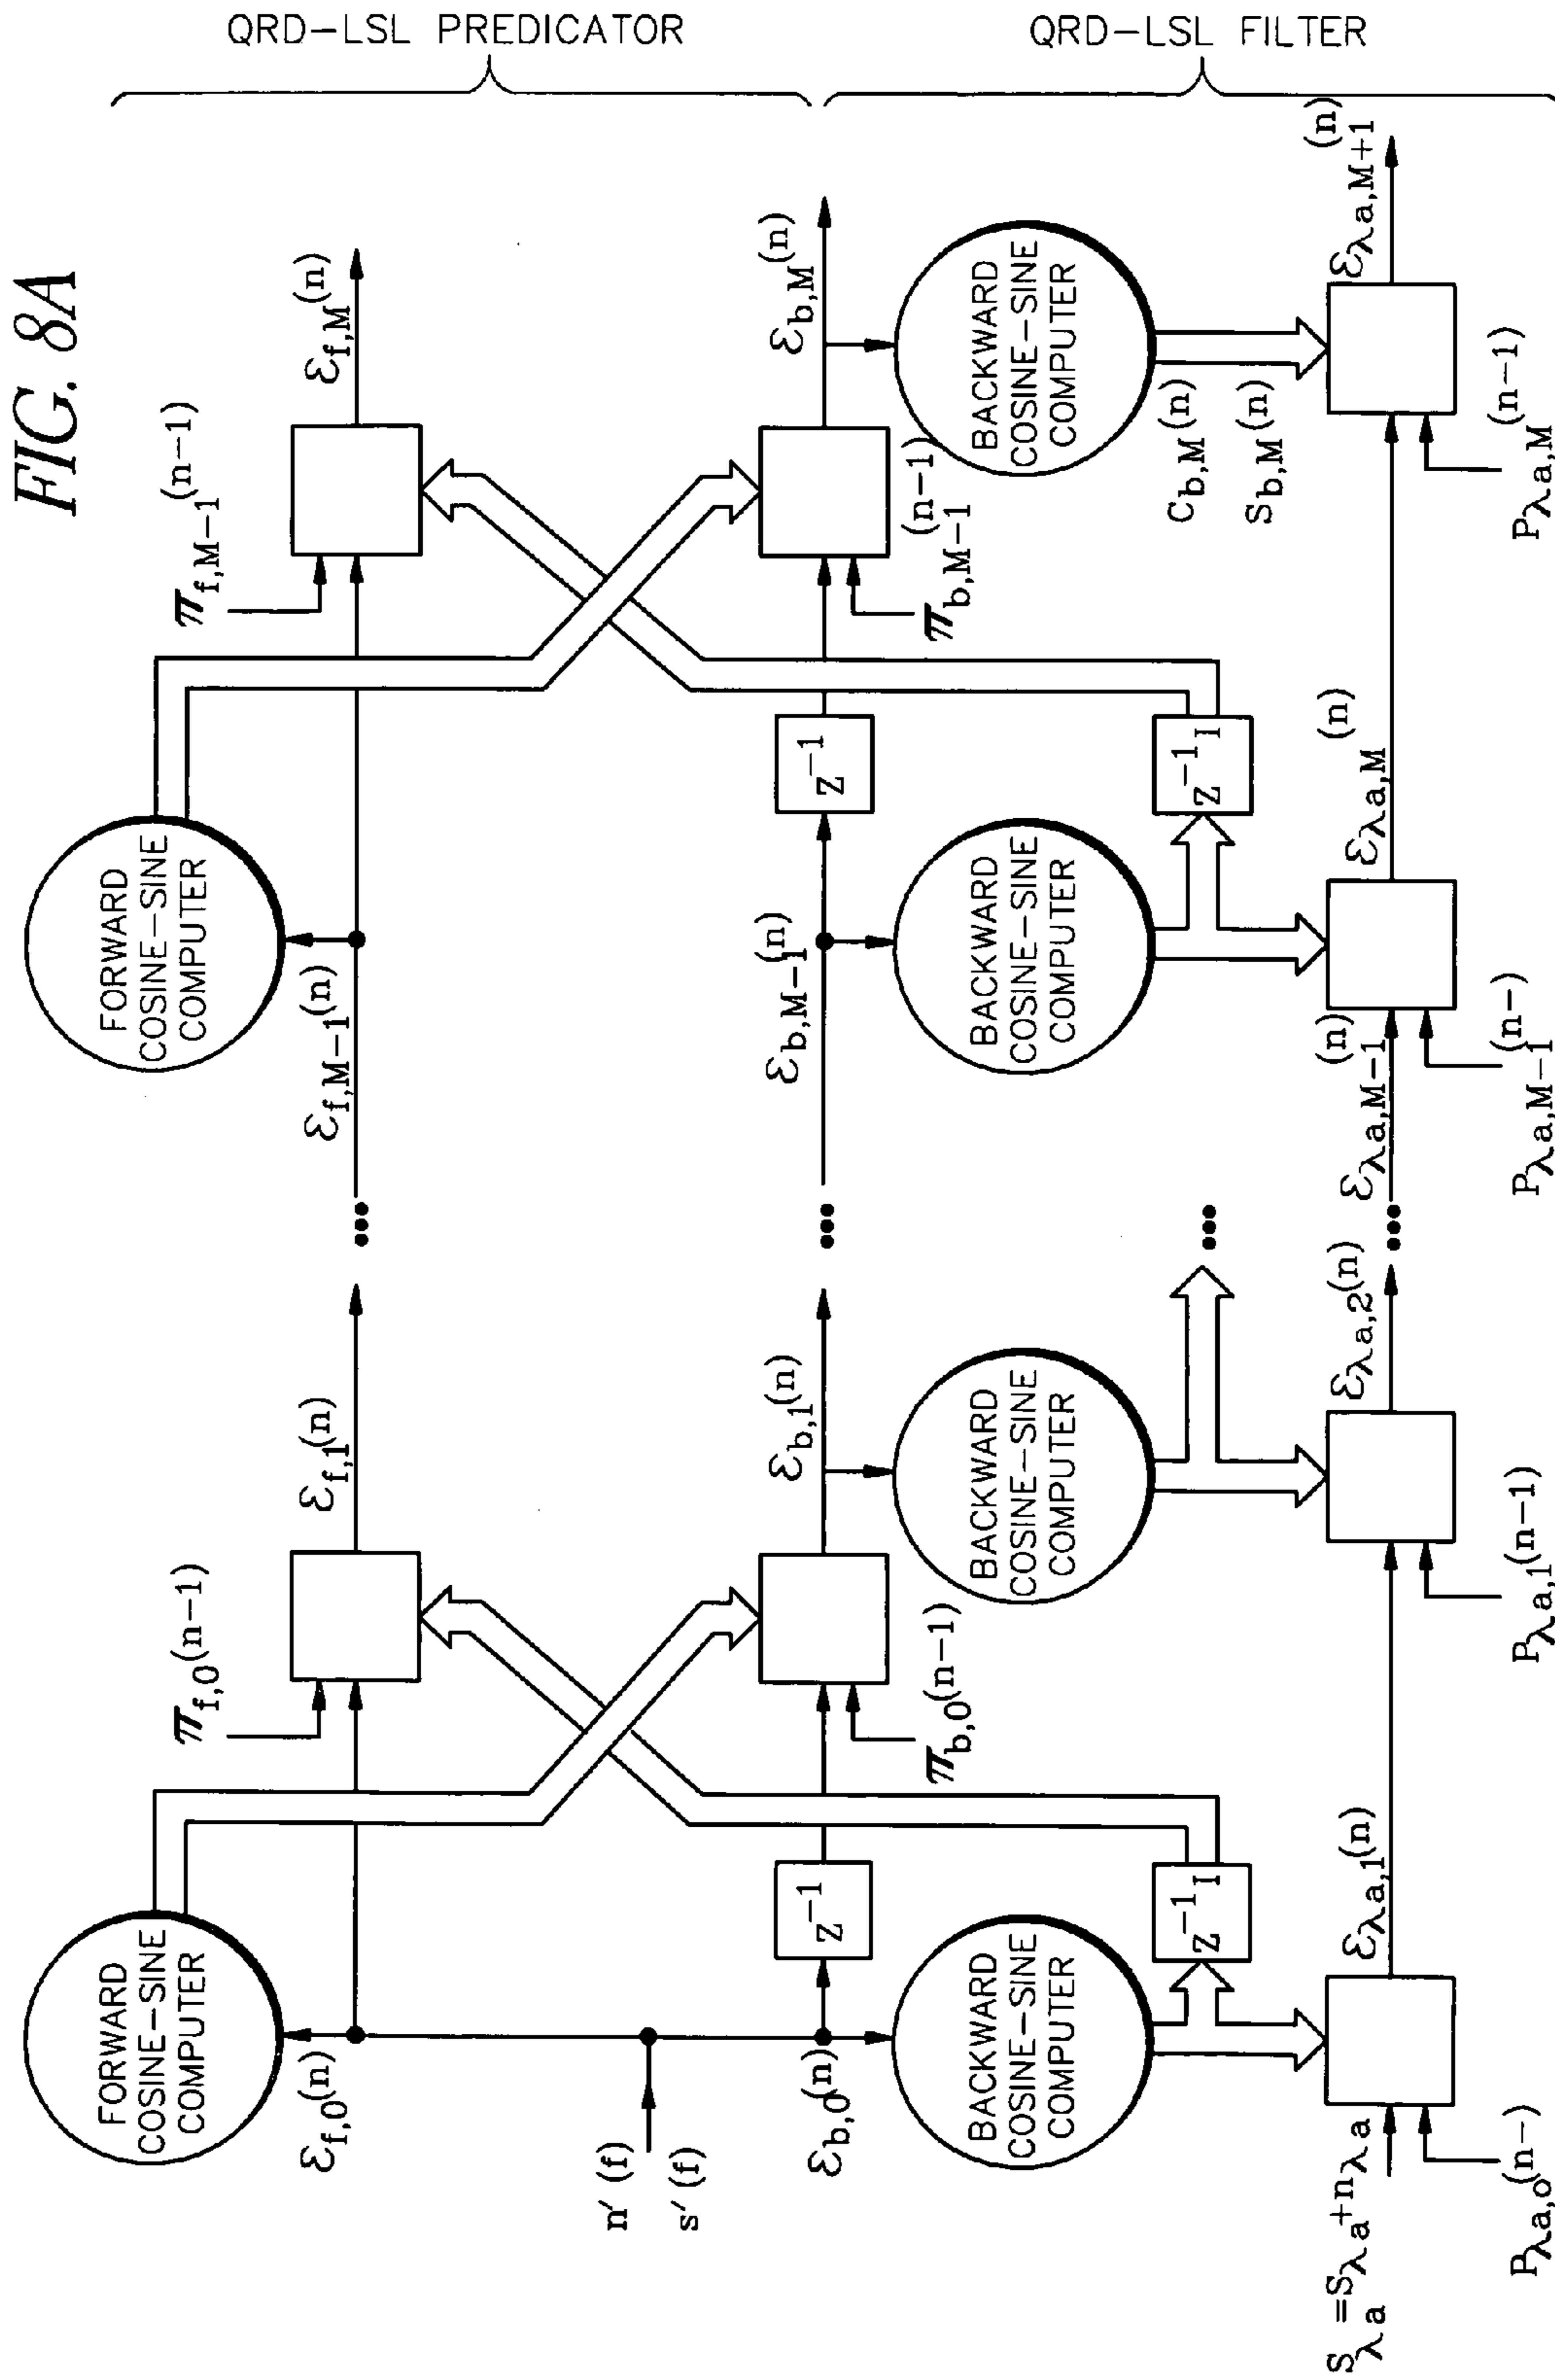 FIG. 8A
QRD-LSL PREDICATOR
QRD-LSL FILTER
FORWARD
COSINE-SINE
COMPUTER
FORWARD
COSINE-SINE
COMPUTER
ε_f,0(n)
π_f,0(n-1)
ε_f,1(n)
•••
ε_f,M-1(n)
π_f,M-1(n-1)
ε_f,M(n)
n′(f)
s′(f)
ε_b,0(n)
Z⁻¹
π_b,0(n-1)
ε_b,1(n)
•••
ε_b,M-1(n)
Z⁻¹
π_b,M-1(n-1)
ε_b,M(n)
BACKWARD
COSINE-SINE
COMPUTER
BACKWARD
COSINE-SINE
COMPUTER
BACKWARD
COSINE-SINE
COMPUTER
BACKWARD
COSINE-SINE
COMPUTER
Z⁻¹I
•••
Z⁻¹I
C_b,M(n)
S_b,M(n)
S_λa=S_λa+n_λa
ε_λa,1(n)
ε_λa,2(n)
•••
ε_λa,M-1(n)
ε_λa,M(n)
ε_λa,M+1(n)
P_λa,0(n-)
P_λa,1(n-1)
P_λa,M-1(n-)
P_λa,M(n-1)